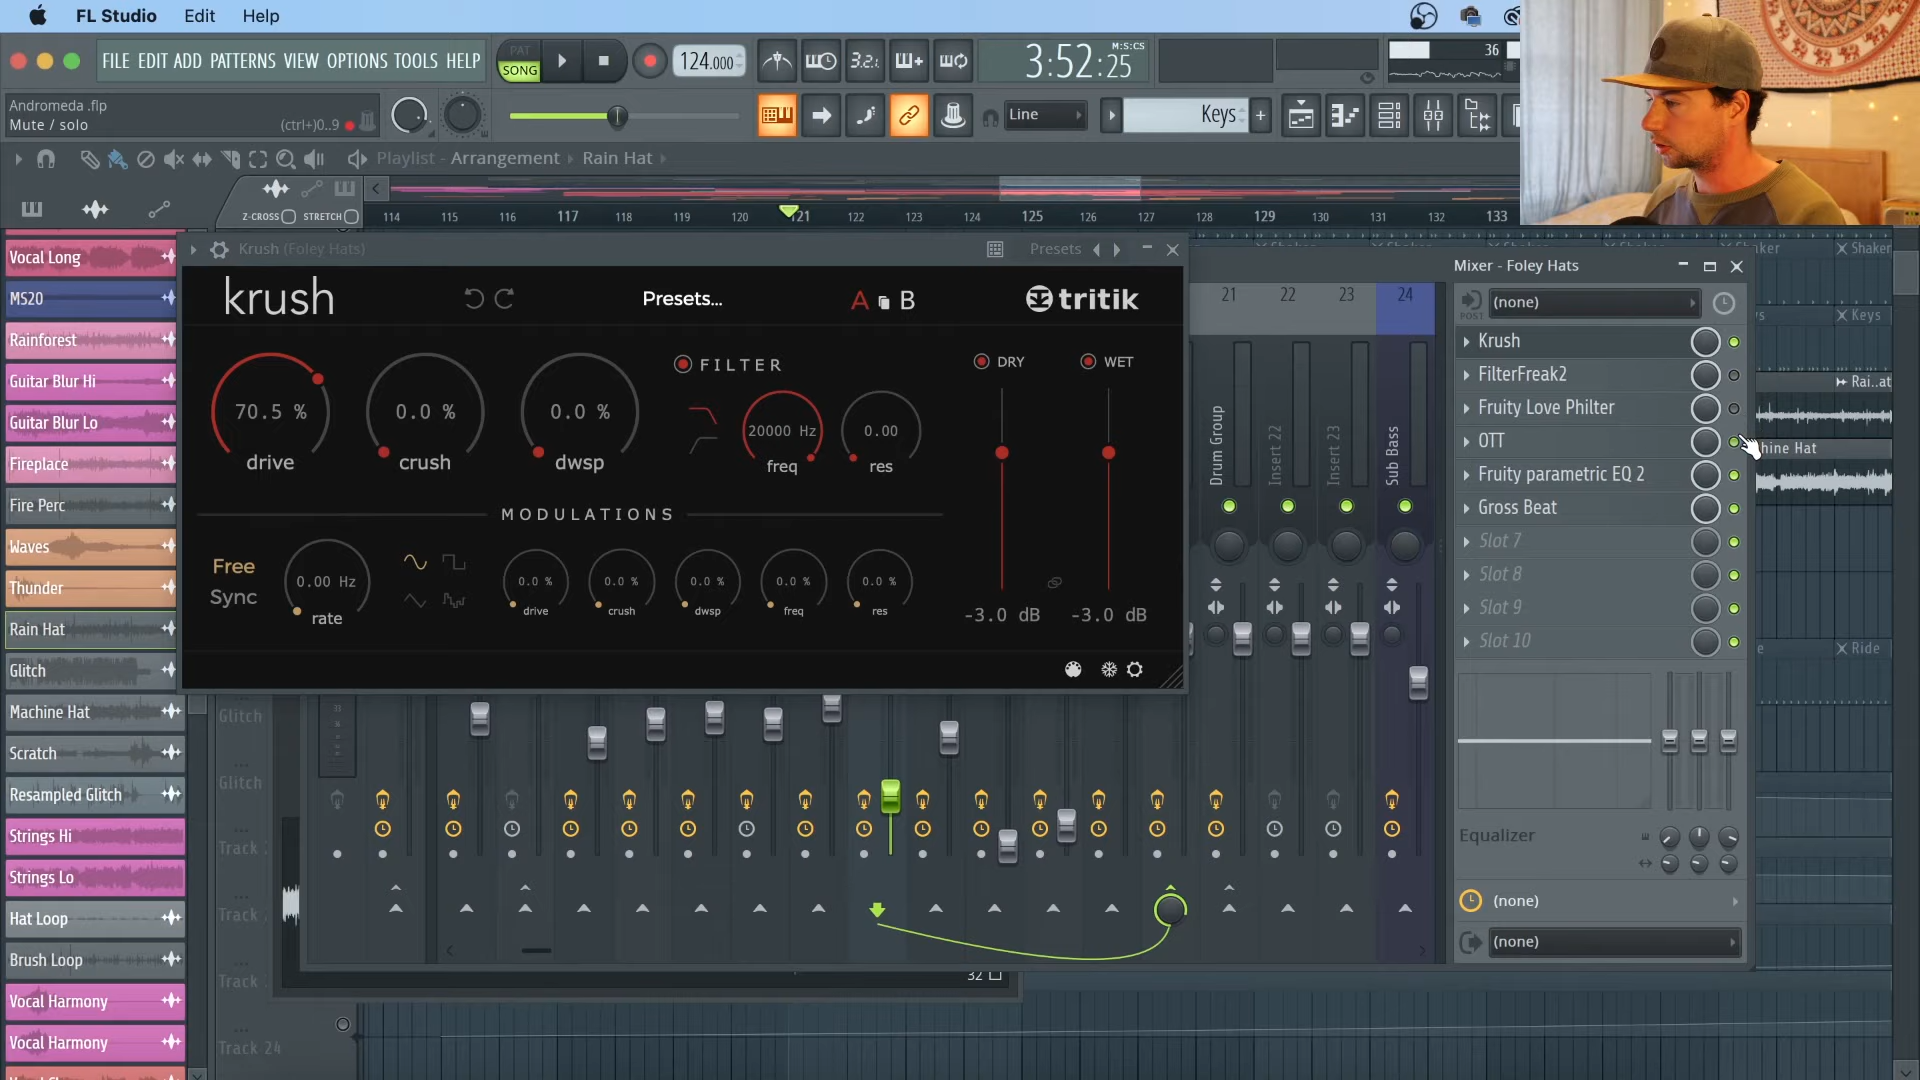 FL Studio Edit Help
FILE EDIT ADD PATTERNS VIEW OPTIONS TOOLS HELP
PAT
SONG
124.000
3.2.
3:52:25
M:S:CS
36
Andromeda .flp
Mute / solo
(ctrl+)0..9
Line
Keys
Playlist - Arrangement Rain Hat
Z-CROSS
STRETCH
114 115 116 117 118 119 120 121 122 123 124 125 126 127 128 129 130 131 132 133
Vocal Long
MS20
Rainforest
Guitar Blur Hi
Guitar Blur Lo
Fireplace
Fire Perc
Waves
Thunder
Rain Hat
Glitch
Machine Hat
Scratch
Resampled Glitch
Strings Hi
Strings Lo
Hat Loop
Brush Loop
Vocal Harmony
Vocal Harmony
Krush (Foley Hats)
Presets
krush
Presets...
A B
tritik
70.5 %
drive
0.0 %
crush
0.0 %
dwsp
FILTER
20000 Hz
freq
0.00
res
DRY
WET
-3.0 dB
-3.0 dB
MODULATIONS
Free
Sync
0.00 Hz
rate
0.0 %
drive
0.0 %
crush
0.0 %
dwsp
0.0 %
freq
0.0 %
res
21 22 23 24
Drum Group
Insert 22
Insert 23
Sub Bass
Mixer - Foley Hats
POST
(none)
Krush
FilterFreak2
Fruity Love Philter
OTT
Fruity parametric EQ 2
Gross Beat
Slot 7
Slot 8
Slot 9
Slot 10
Equalizer
(none)
(none)
Shaker
Keys
Rai..at
hine Hat
Ride
Glitch
Glitch
Track
Track
Track
Track 24
32